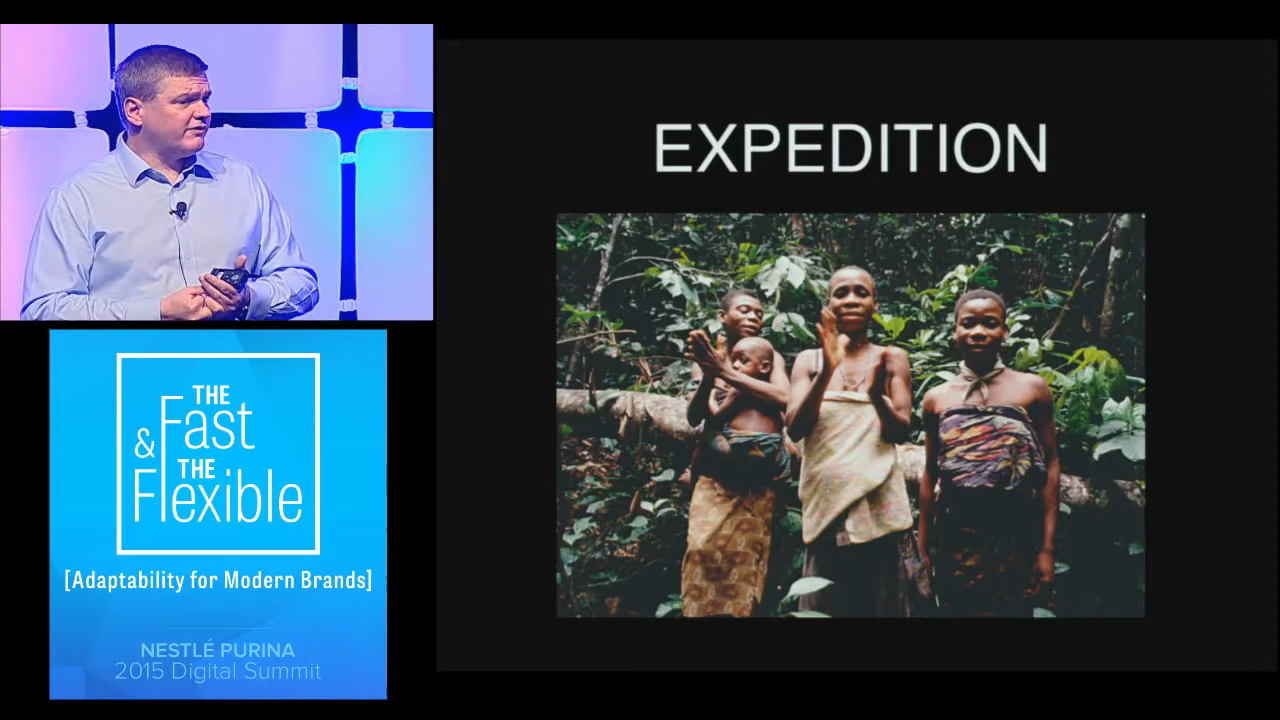 EXPEDITION
THE
& Fast
THE
Flexible
[Adaptability for Modern Brands]
NESTLÉ PURINA
2015 Digital Summit